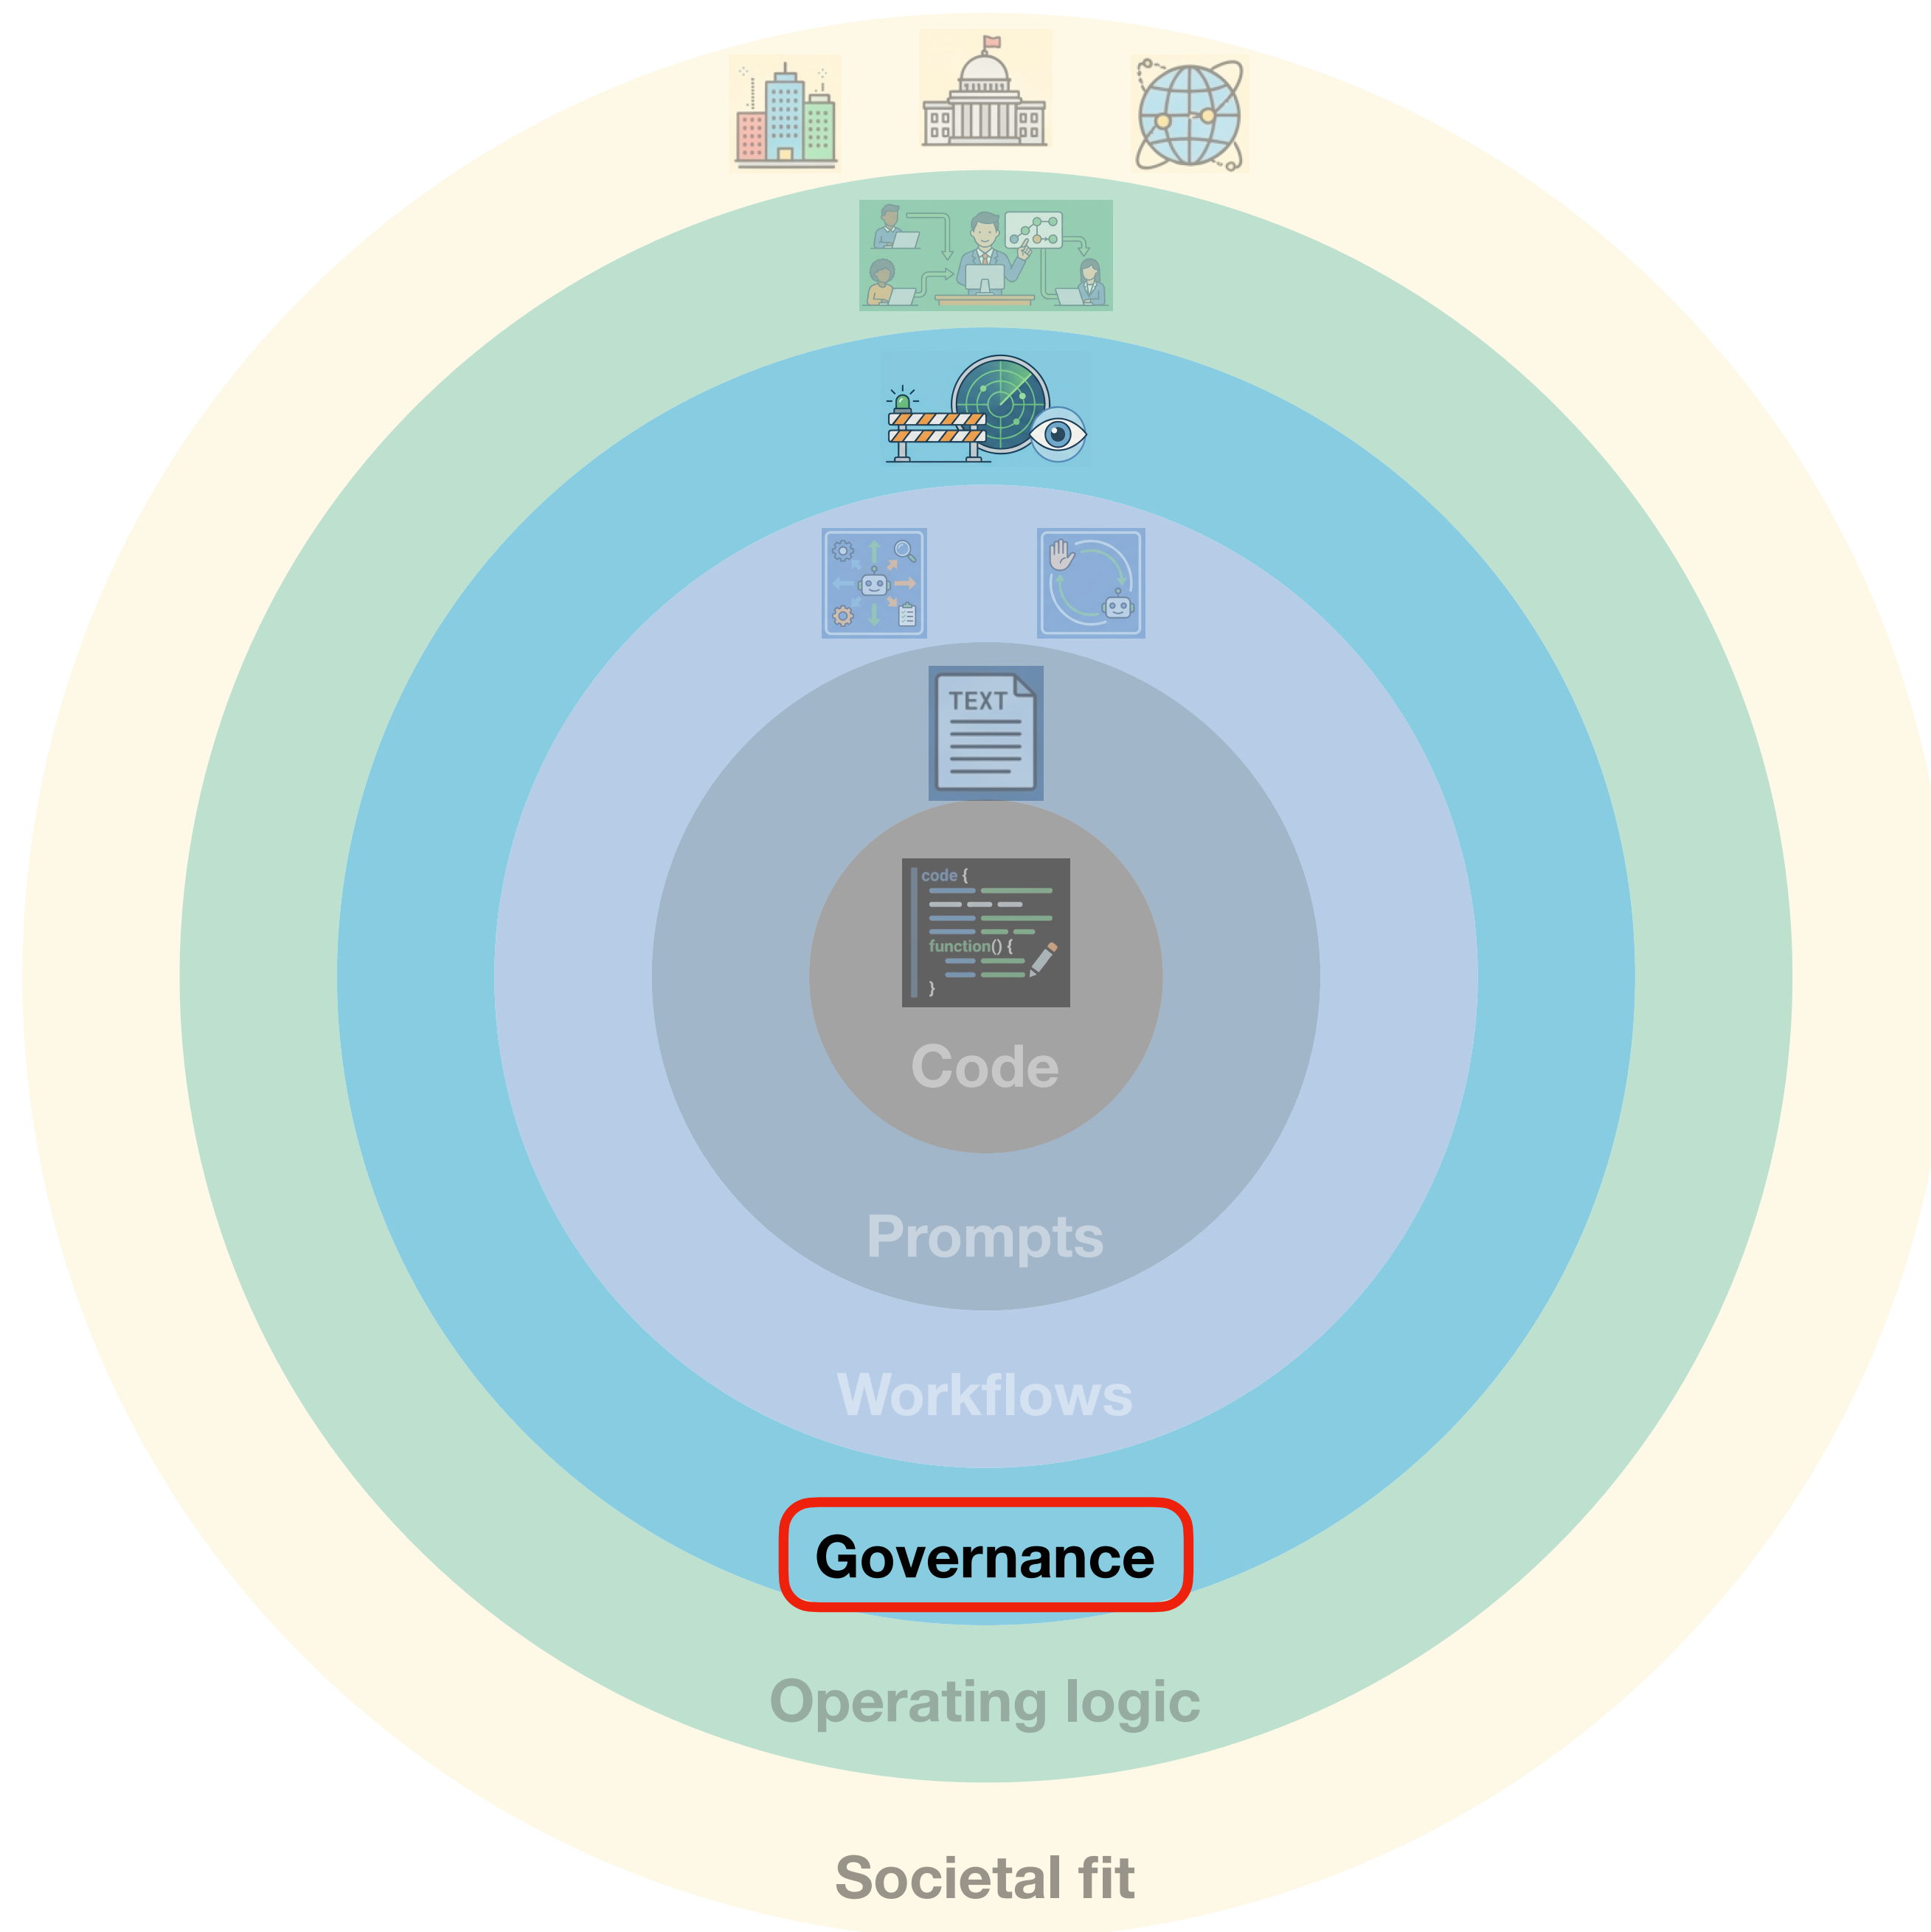 TEXT
code {
function() {
}
Code
Prompts
Workflows
Governance
Operating logic
Societal fit